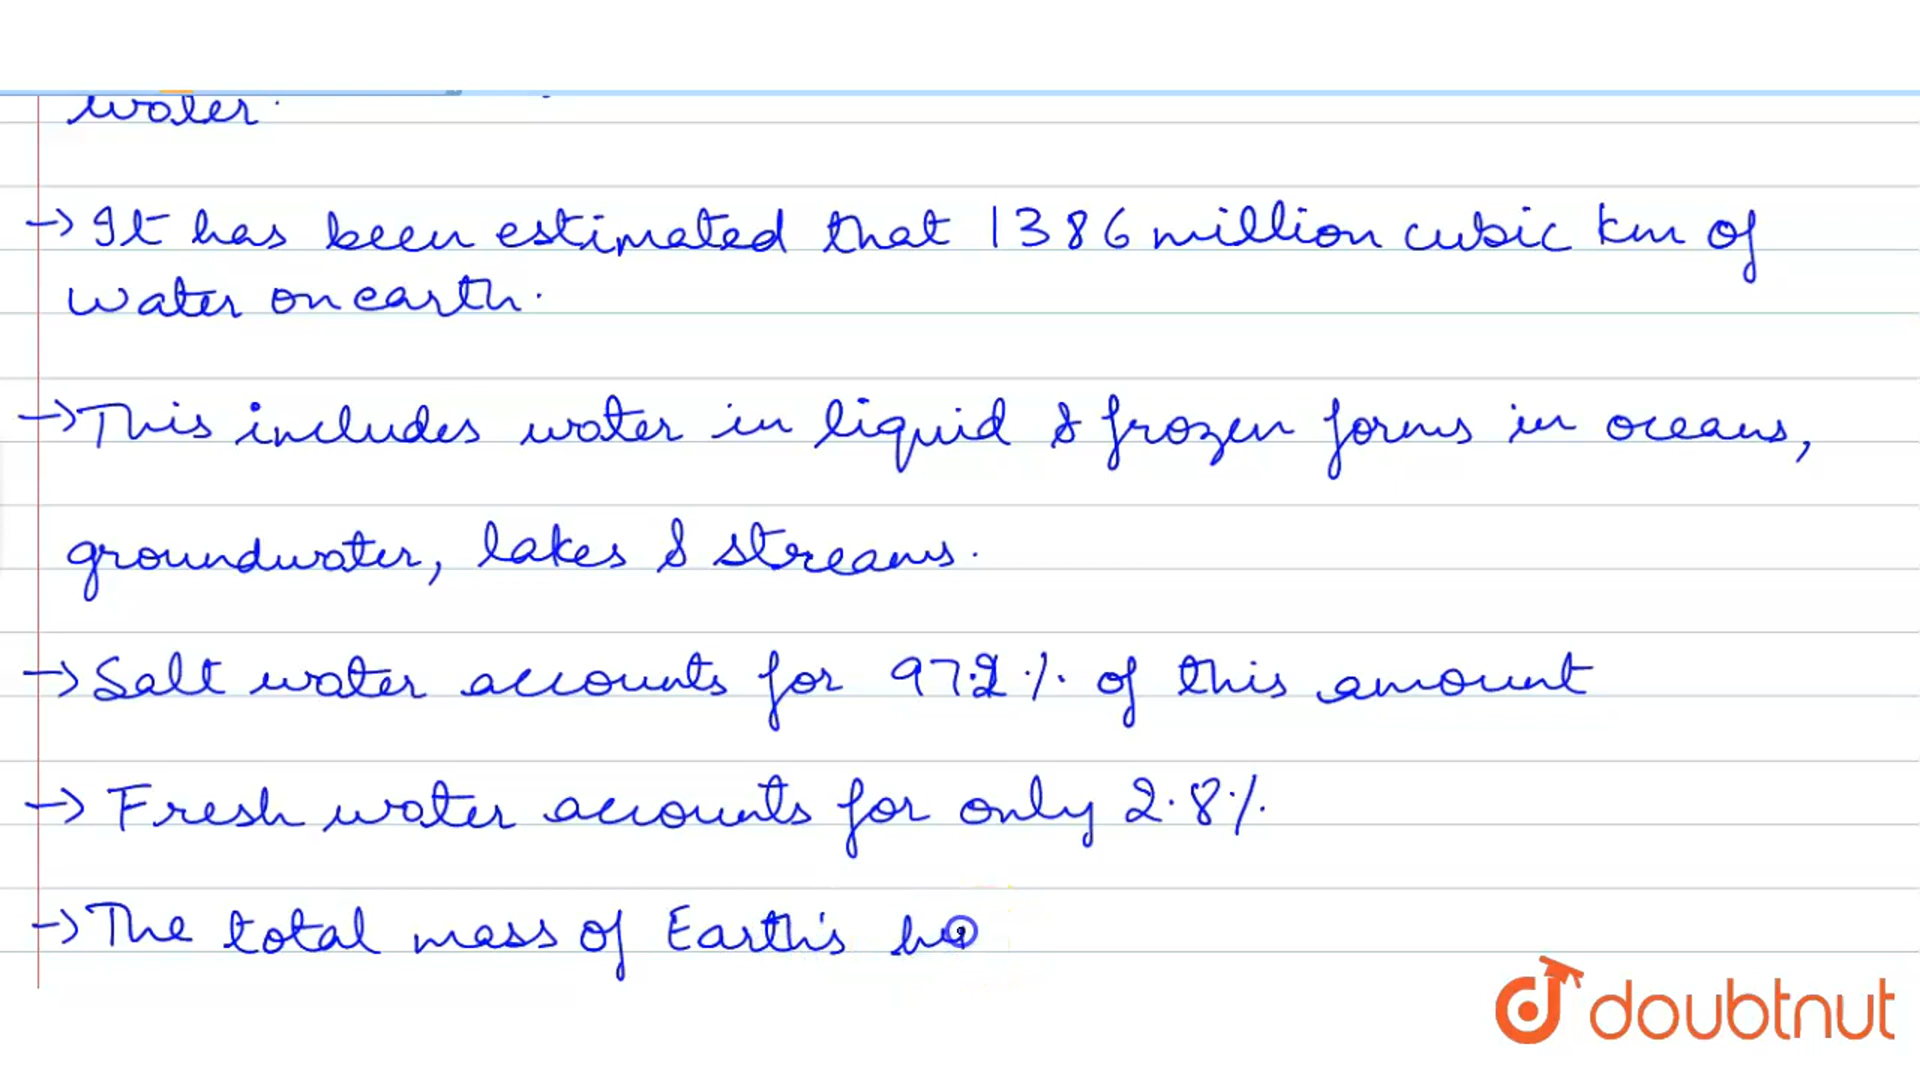 water.
→ It has been estimated that 1386 million cubic km of
water on earth.
→ This includes water in liquid & frozen forms in oceans,
groundwater, lakes & streams.
→ Salt water accounts for 97.2% of this amount
→ Fresh water accounts for only 2.8%.
→ The total mass of Earth's
doubtnut